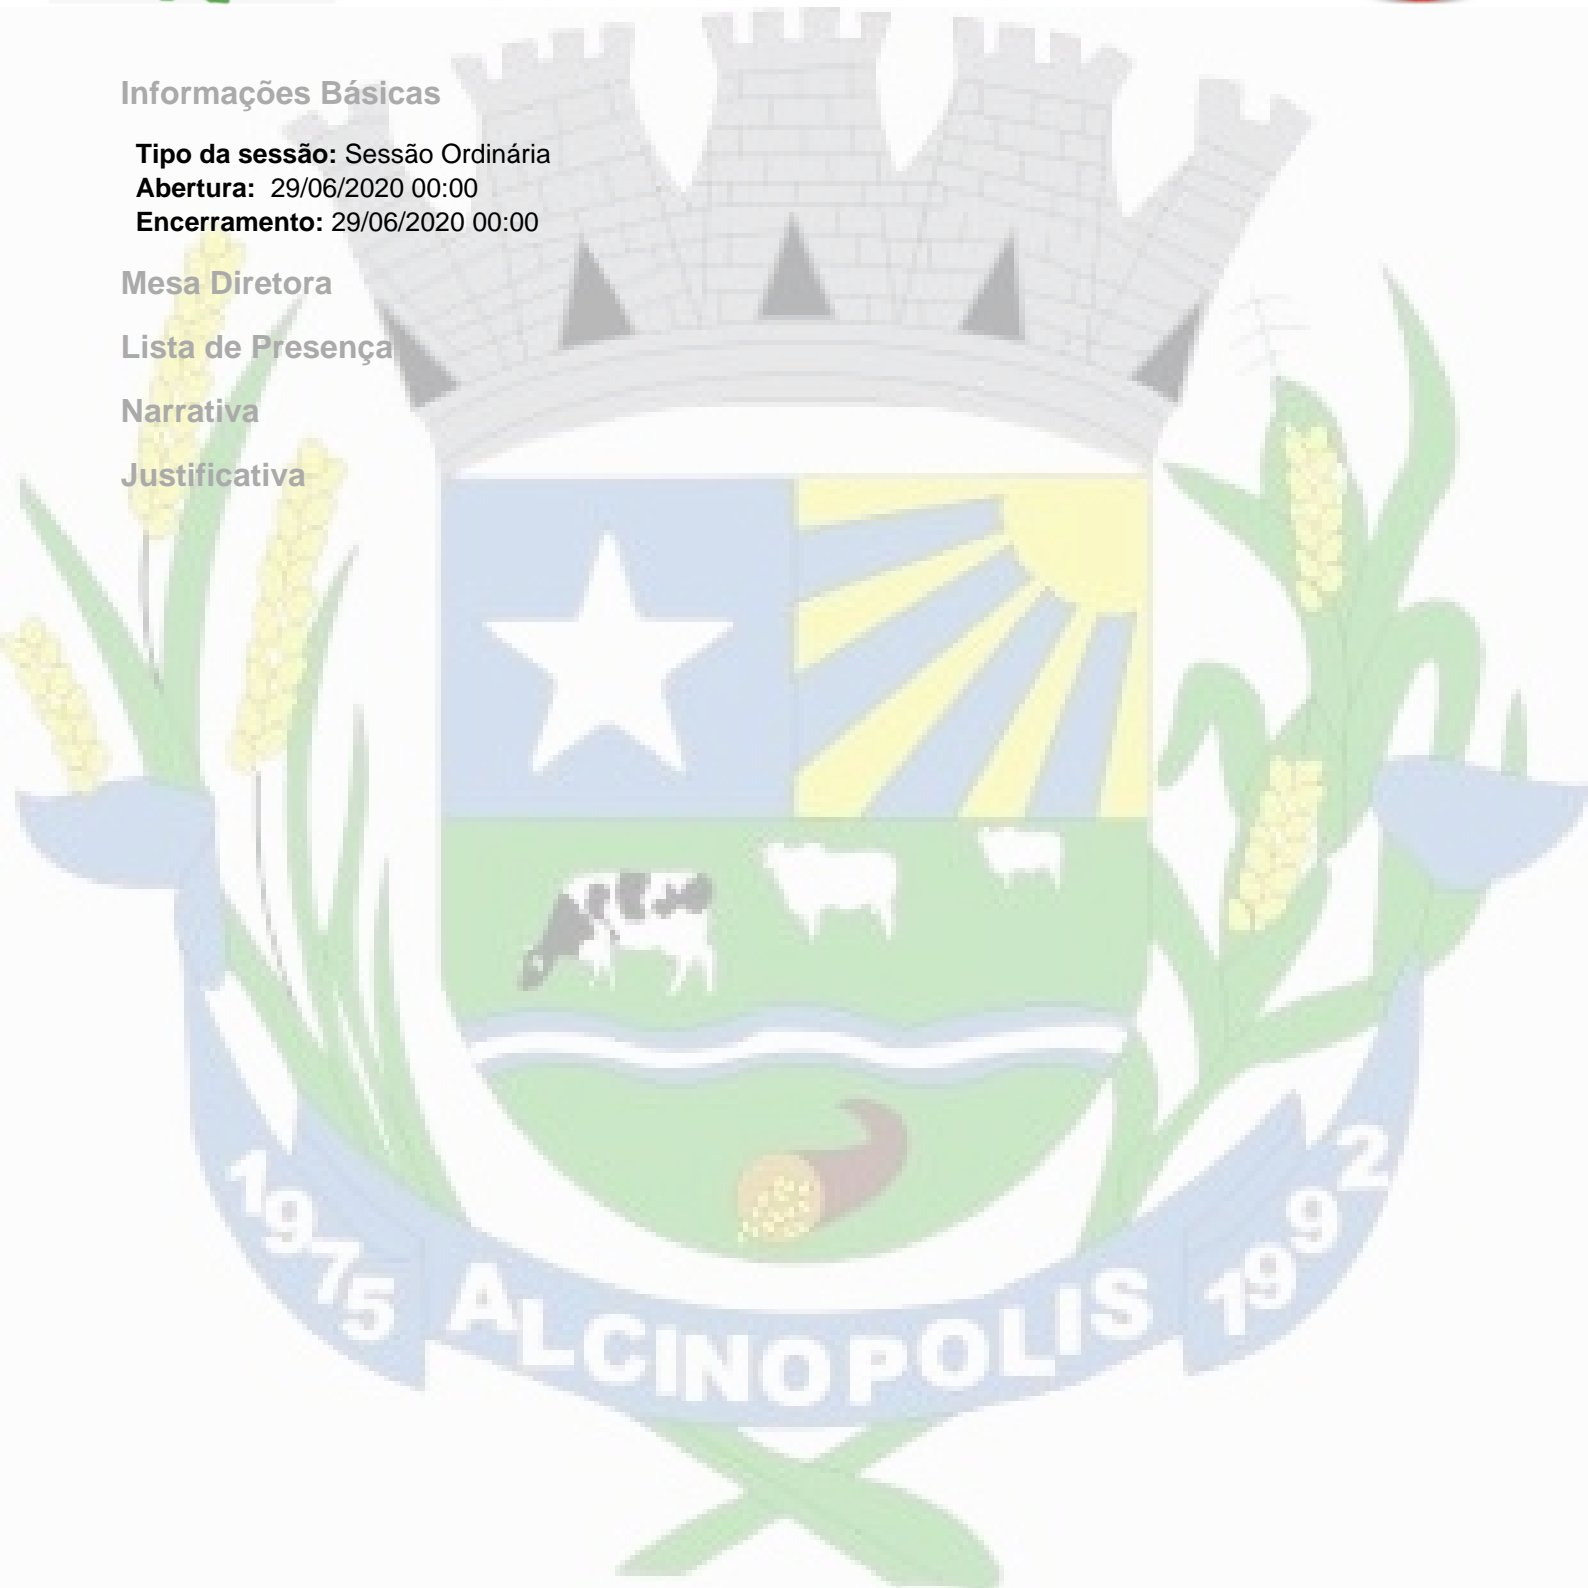 Informações Básicas
Tipo da sessão: Sessão Ordinária
Abertura: 29/06/2020 00:00
Encerramento: 29/06/2020 00:00
Mesa Diretora
Lista de Presença
Narrativa
Justificativa
1975 ALCINOPOLIS 1992